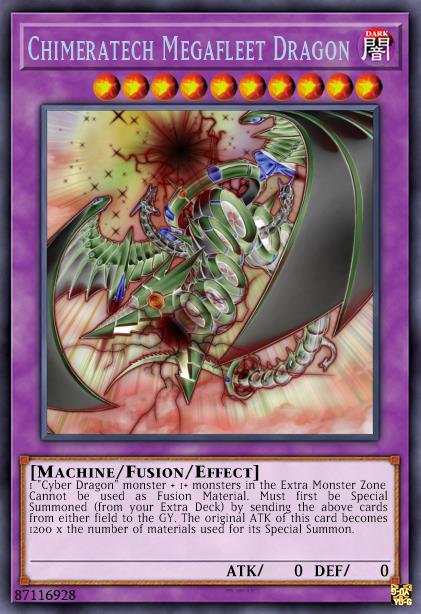 CHIMERATECH MEGAFLEET DRAGON
DARK
闇
[MACHINE/FUSION/EFFECT]
1 "Cyber Dragon" monster + 1+ monsters in the Extra Monster Zone
Cannot be used as Fusion Material. Must first be Special
Summoned (from your Extra Deck) by sending the above cards
from either field to the GY. The original ATK of this card becomes
1200 x the number of materials used for its Special Summon.
ATK/ 0 DEF/ 0
87116928